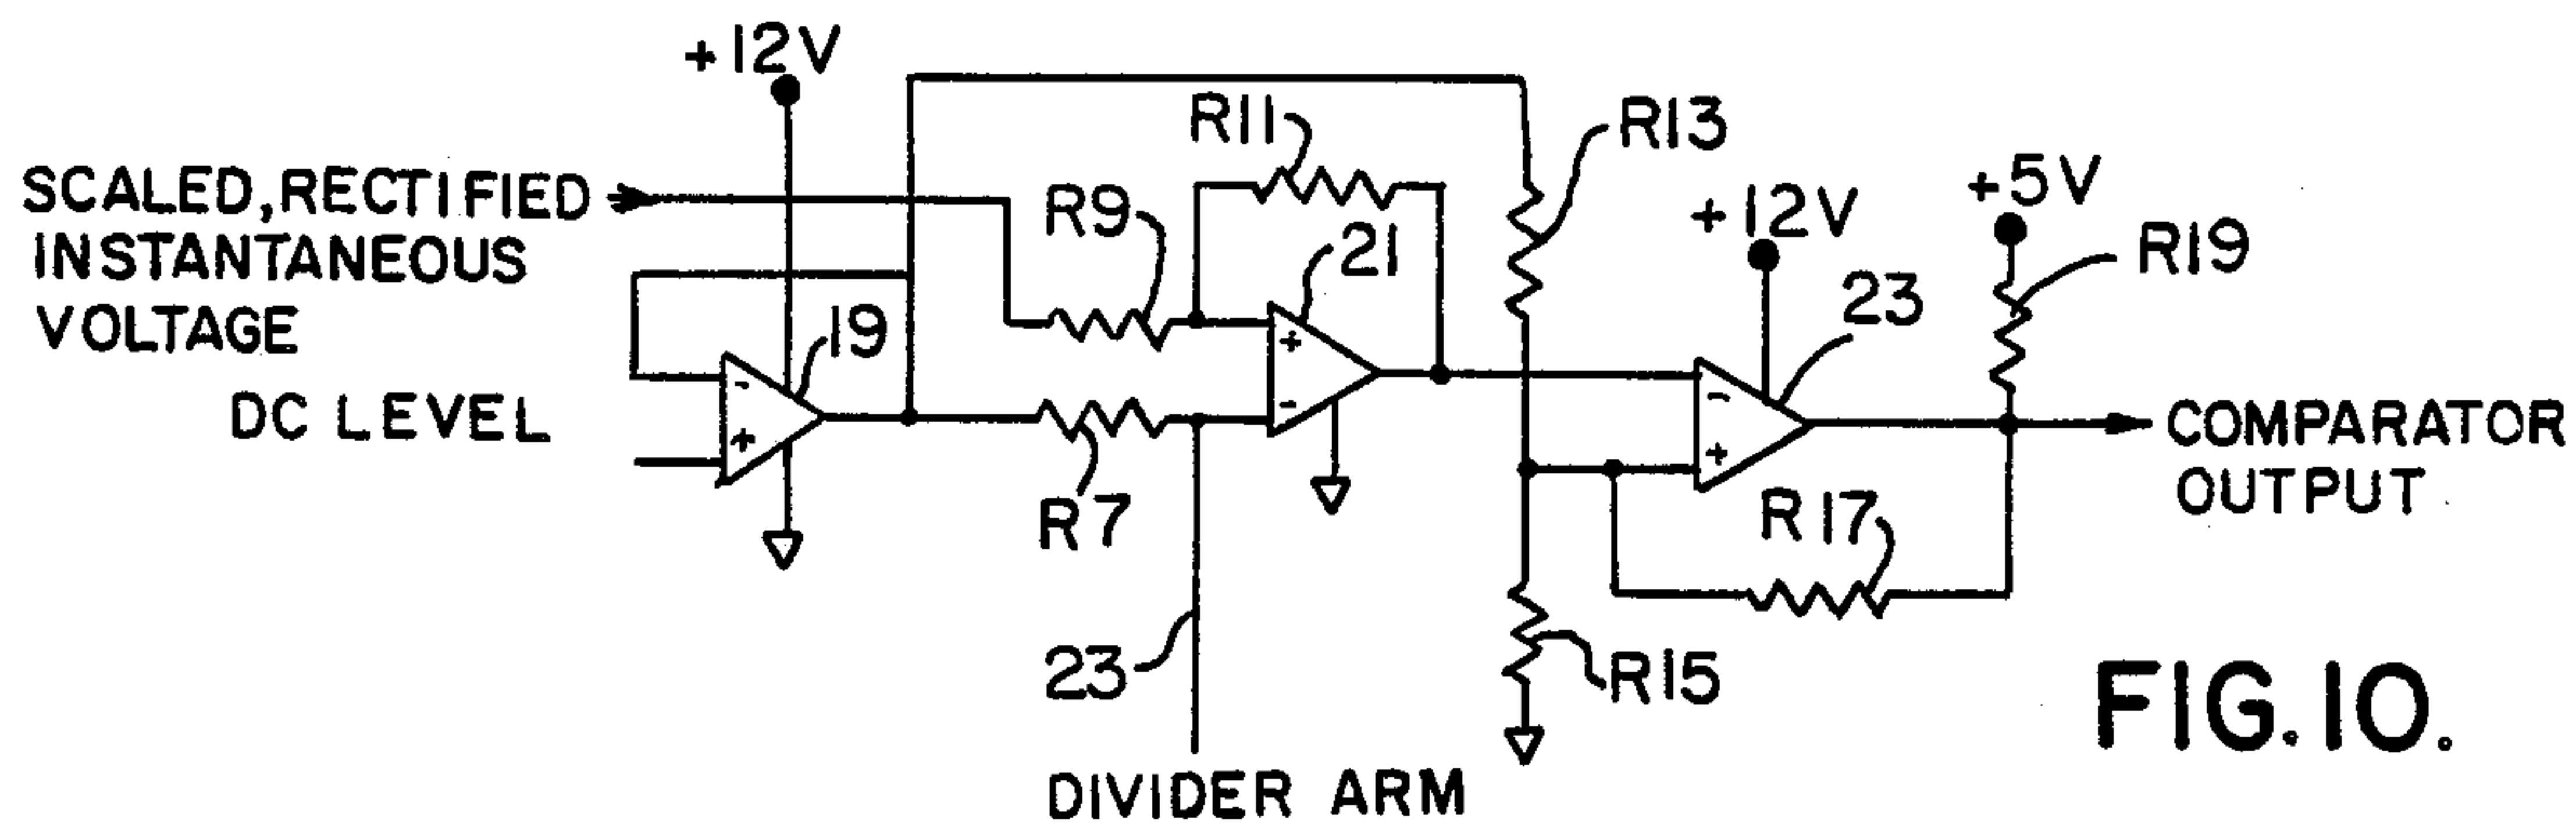 +12V
SCALED, RECTIFIED
INSTANTANEOUS
VOLTAGE
DC LEVEL
-
+
19
R9
R7
R11
21
+
-
23
DIVIDER ARM
R13
R15
+12V
23
-
+
R17
+5V
R19
COMPARATOR
OUTPUT
FIG. 10.